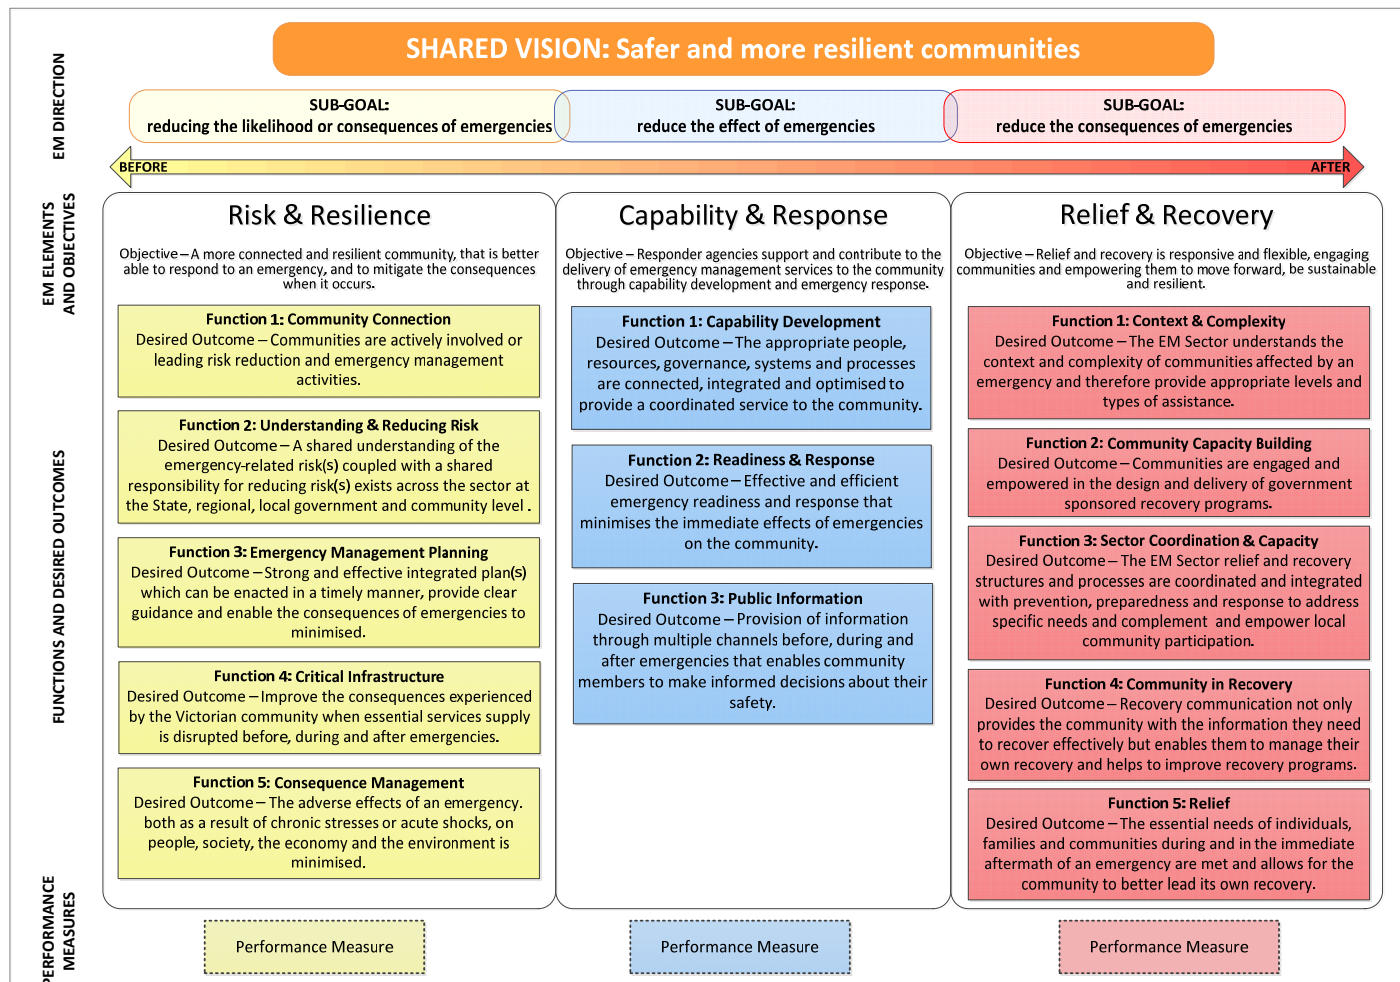 SHARED VISION: Safer and more resilient communities
EM DIRECTION
SUB-GOAL:
reducing the likelihood or consequences of emergencies
SUB-GOAL:
reduce the effect of emergencies
SUB-GOAL:
reduce the consequences of emergencies
BEFORE
AFTER
EM ELEMENTS
AND OBJECTIVES
Risk & Resilience
Objective – A more connected and resilient community, that is better
able to respond to an emergency, and to mitigate the consequences
when it occurs.
Capability & Response
Objective – Responder agencies support and contribute to the
delivery of emergency management services to the community
through capability development and emergency response.
Relief & Recovery
Objective – Relief and recovery is responsive and flexible, engaging
communities and empowering them to move forward, be sustainable
and resilient.
FUNCTIONS AND DESIRED OUTCOMES
Function 1: Community Connection
Desired Outcome – Communities are actively involved or
leading risk reduction and emergency management
activities.
Function 2: Understanding & Reducing Risk
Desired Outcome – A shared understanding of the
emergency-related risk(s) coupled with a shared
responsibility for reducing risk(s) exists across the sector at
the State, regional, local government and community level .
Function 3: Emergency Management Planning
Desired Outcome – Strong and effective integrated plan(s)
which can be enacted in a timely manner, provide clear
guidance and enable the consequences of emergencies to
minimised.
Function 4: Critical Infrastructure
Desired Outcome – Improve the consequences experienced
by the Victorian community when essential services supply
is disrupted before, during and after emergencies.
Function 5: Consequence Management
Desired Outcome – The adverse effects of an emergency.
both as a result of chronic stresses or acute shocks, on
people, society, the economy and the environment is
minimised.
Function 1: Capability Development
Desired Outcome – The appropriate people,
resources, governance, systems and processes
are connected, integrated and optimised to
provide a coordinated service to the community.
Function 2: Readiness & Response
Desired Outcome – Effective and efficient
emergency readiness and response that
minimises the immediate effects of emergencies
on the community.
Function 3: Public Information
Desired Outcome – Provision of information
through multiple channels before, during and
after emergencies that enables community
members to make informed decisions about their
safety.
Function 1: Context & Complexity
Desired Outcome – The EM Sector understands the
context and complexity of communities affected by an
emergency and therefore provide appropriate levels and
types of assistance.
Function 2: Community Capacity Building
Desired Outcome – Communities are engaged and
empowered in the design and delivery of government
sponsored recovery programs.
Function 3: Sector Coordination & Capacity
Desired Outcome – The EM Sector relief and recovery
structures and processes are coordinated and integrated
with prevention, preparedness and response to address
specific needs and complement and empower local
community participation.
Function 4: Community in Recovery
Desired Outcome – Recovery communication not only
provides the community with the information they need
to recover effectively but enables them to manage their
own recovery and helps to improve recovery programs.
Function 5: Relief
Desired Outcome – The essential needs of individuals,
families and communities during and in the immediate
aftermath of an emergency are met and allows for the
community to better lead its own recovery.
PERFORMANCE
MEASURES
Performance Measure
Performance Measure
Performance Measure